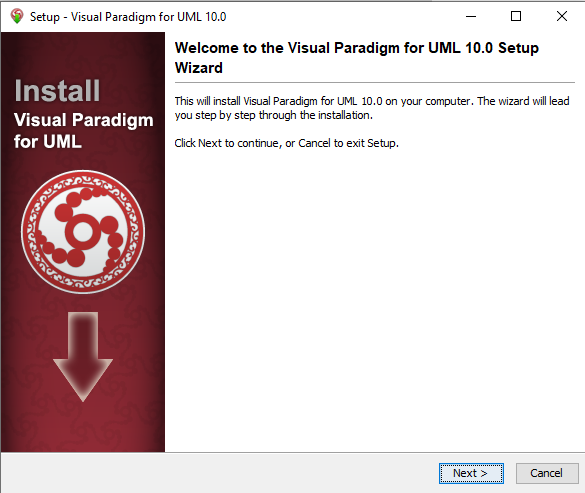 Setup - Visual Paradigm for UML 10.0
Install
Visual Paradigm
for UML
Welcome to the Visual Paradigm for UML 10.0 Setup
Wizard
This will install Visual Paradigm for UML 10.0 on your computer. The wizard will lead
you step by step through the installation.
Click Next to continue, or Cancel to exit Setup.
Next >
Cancel